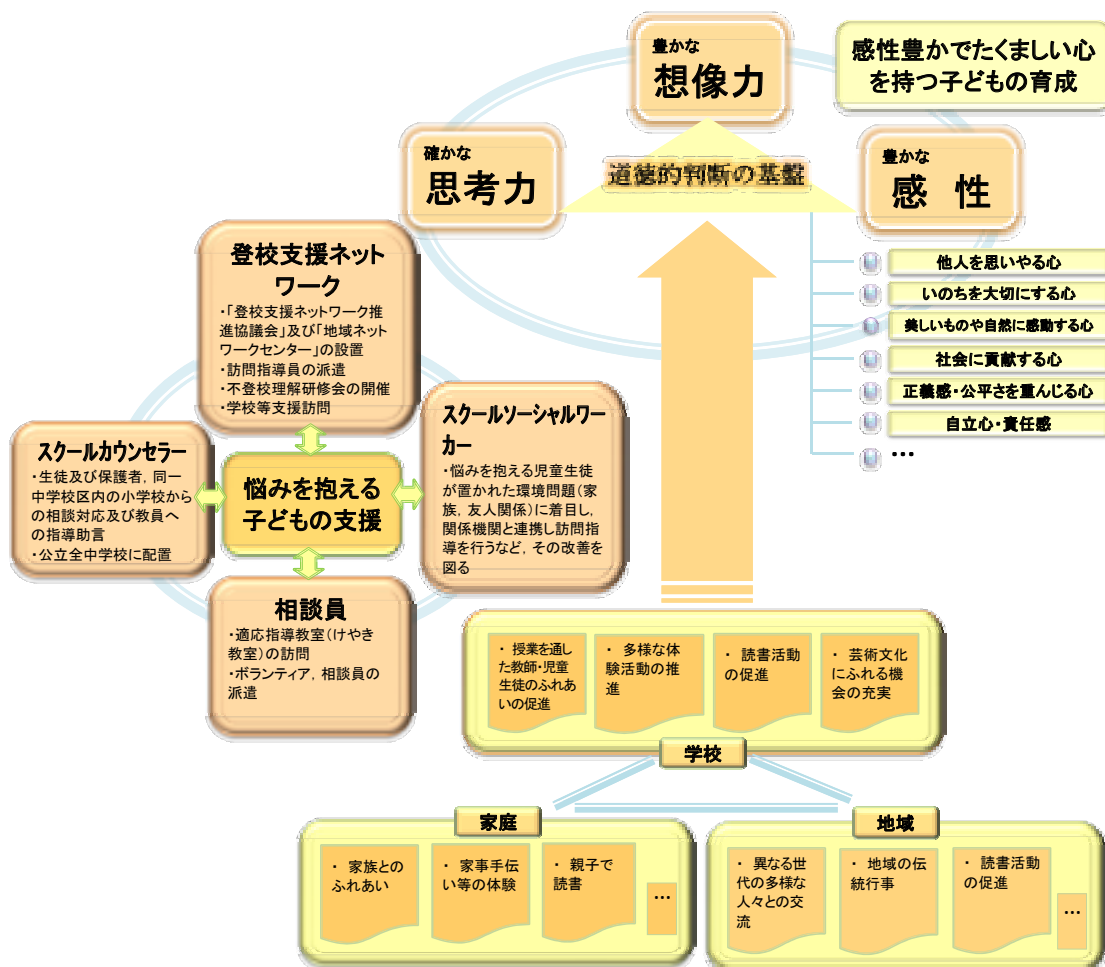 豊かな
想像力
感性豊かでたくましい心
を持つ子どもの育成
確かな
思考力
道徳的判断の基盤
豊かな
感 性
他人を思いやる心
いのちを大切にする心
美しいものや自然に感動する心
社会に貢献する心
正義感・公平さを重んじる心
自立心・責任感
…
登校支援ネット
ワーク
・「登校支援ネットワーク推
進協議会」及び「地域ネット
ワークセンター」の設置
・訪問指導員の派遣
・不登校理解研修会の開催
・学校等支援訪問
スクールカウンセラー
・生徒及び保護者，同一
中学校区内の小学校から
の相談対応及び教員へ
の指導助言
・公立全中学校に配置
悩みを抱える
子どもの支援
スクールソーシャルワー
カー
・悩みを抱える児童生徒
が置かれた環境問題（家
族，友人関係）に着目し，
関係機関と連携し訪問指
導を行うなど，その改善を
図る
相談員
・適応指導教室（けやき
教室）の訪問
・ボランティア，相談員の
派遣
・ 授業を通し
た教師・児童
生徒のふれあ
いの促進
・ 多様な体
験活動の推
進
・ 読書活動
の促進
・ 芸術文化
にふれる機
会の充実
学校
家庭
・ 家族との
ふれあい
・ 家事手伝
い等の体験
・ 親子で
読書
…
地域
・ 異なる世
代の多様な
人々との交
流
・ 地域の伝
統行事
・ 読書活動
の促進
…